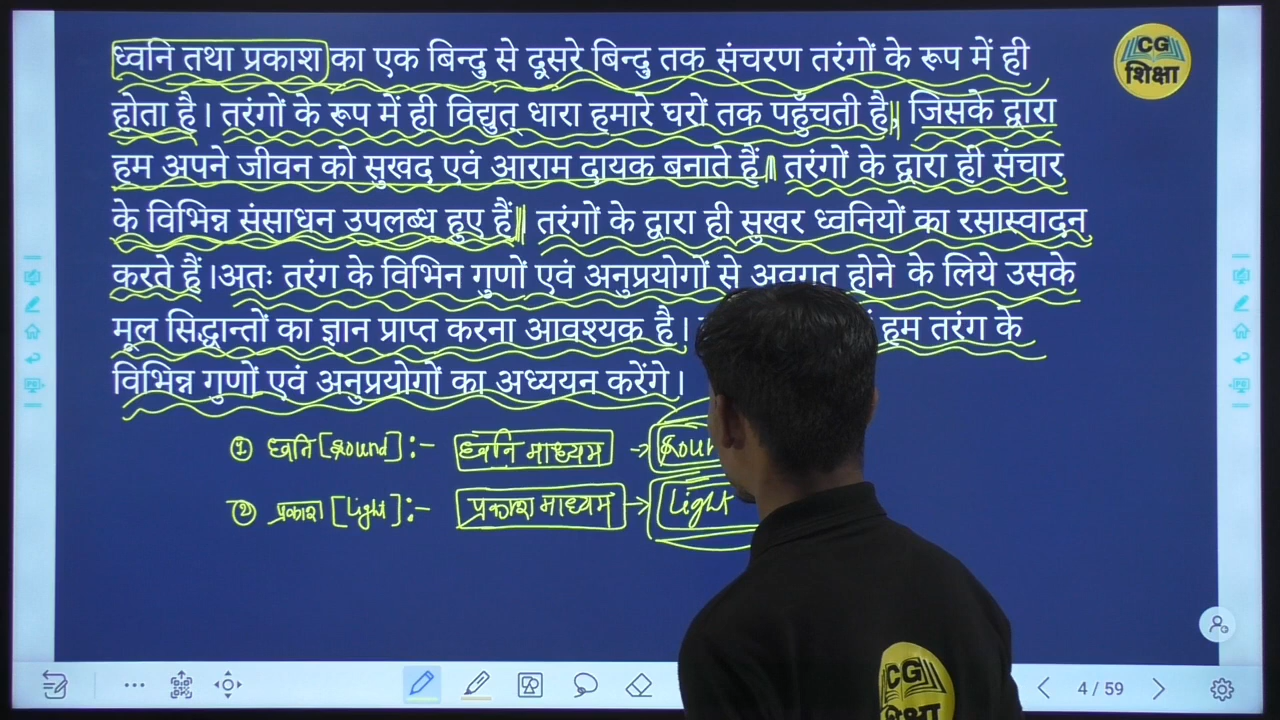 ध्वनि तथा प्रकाश का एक बिन्दु से दूसरे बिन्दु तक संचरण तरंगों के रूप में ही
होता है। तरंगों के रूप में ही विद्युत् धारा हमारे घरों तक पहुँचती है, जिसके द्वारा
हम अपने जीवन को सुखद एवं आराम दायक बनाते हैं। तरंगों के द्वारा ही संचार
के विभिन्न संसाधन उपलब्ध हुए हैं। तरंगों के द्वारा ही सुखर ध्वनियों का रसास्वादन
करते हैं ।अतः तरंग के विभिन गुणों एवं अनुप्रयोगों से अवगत होने के लिये उसके
मूल सिद्धान्तों का ज्ञान प्राप्त करना आवश्यक है। हम तरंग के
विभिन्न गुणों एवं अनुप्रयोगों का अध्ययन करेंगे।
① ध्वनि [Sound] :- ध्वनि माध्यम →
② प्रकाश [Light] :- प्रकाश माध्यम → Light
CG
शिक्षा
4 / 59
CG
शिक्षा